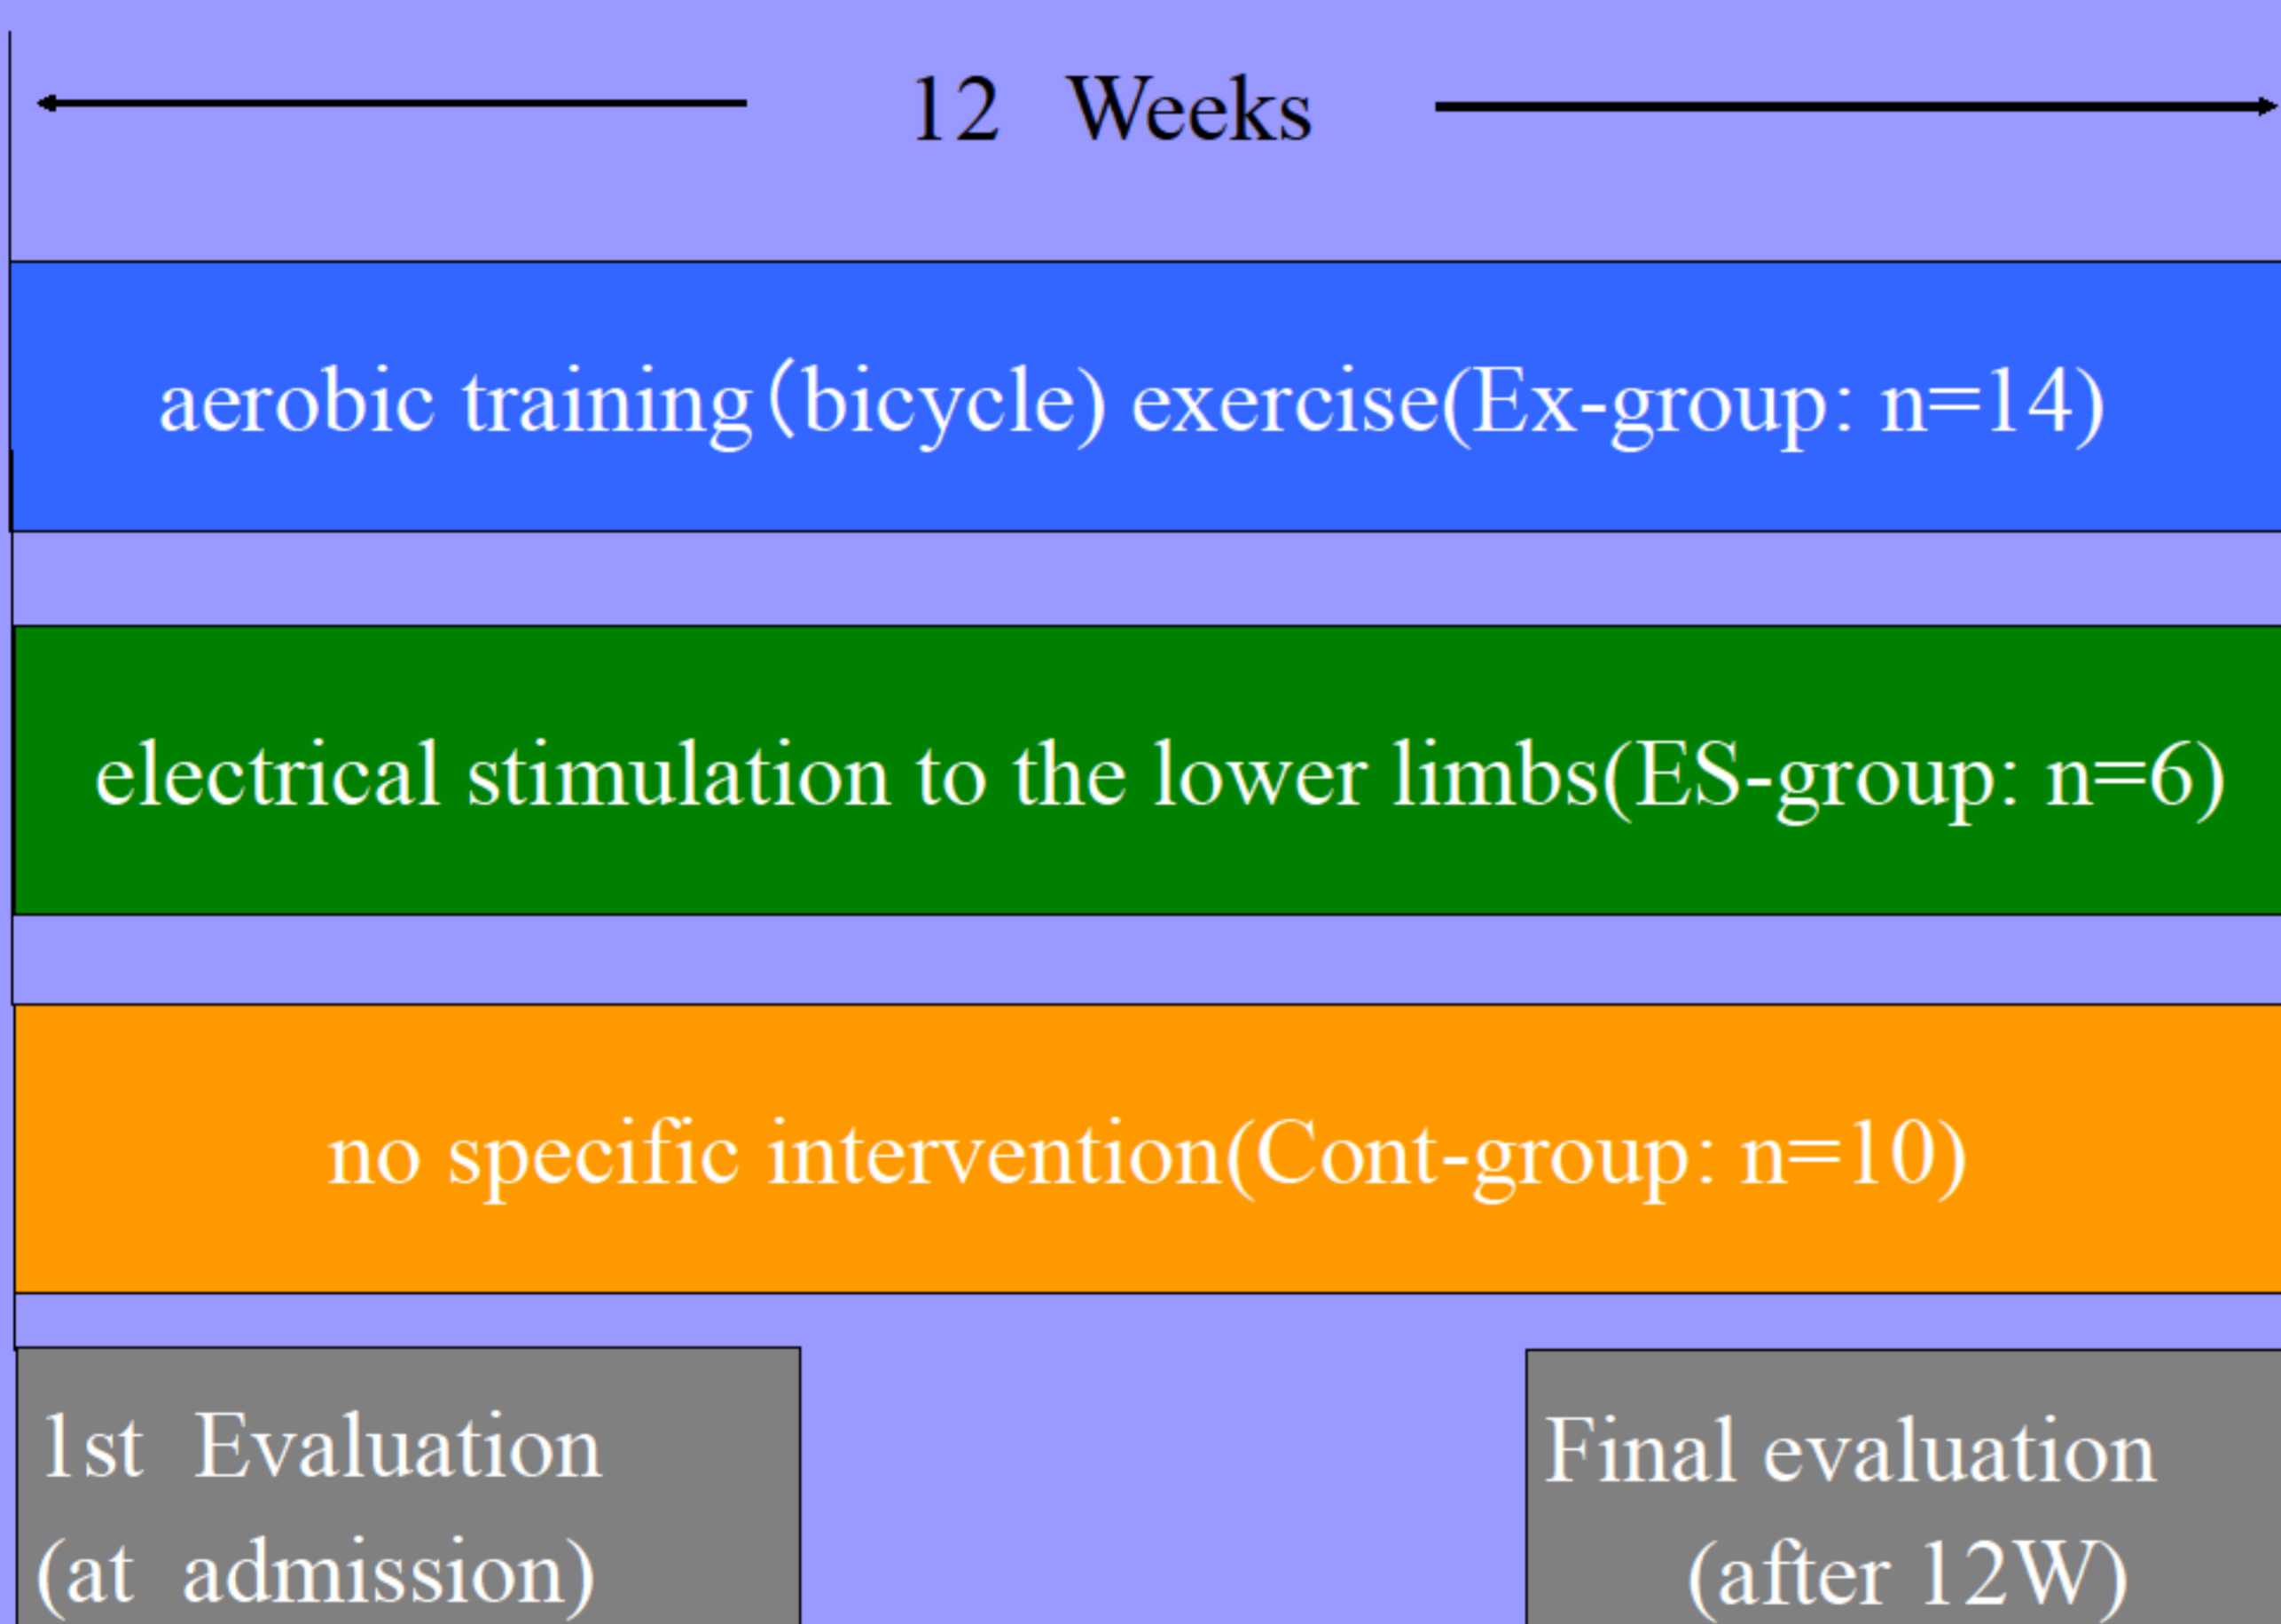 12 Weeks
aerobic training（bicycle) exercise(Ex-group: n=14)
electrical stimulation to the lower limbs(ES-group: n=6)
no specific intervention(Cont-group: n=10)
1st Evaluation
(at admission)
Final evaluation
(after 12W)